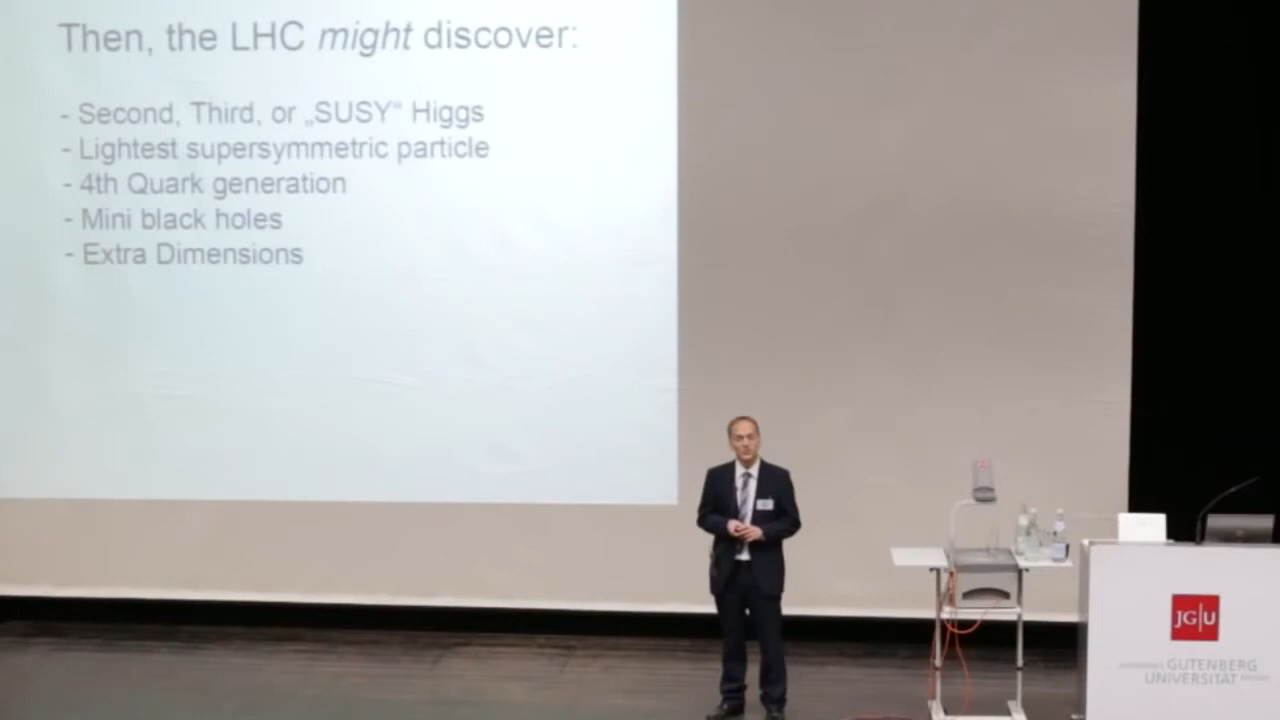 Then, the LHC might discover:
- Second, Third, or „SUSY“ Higgs
- Lightest supersymmetric particle
- 4th Quark generation
- Mini black holes
- Extra Dimensions
JG|U
GUTENBERG
UNIVERSITÄT